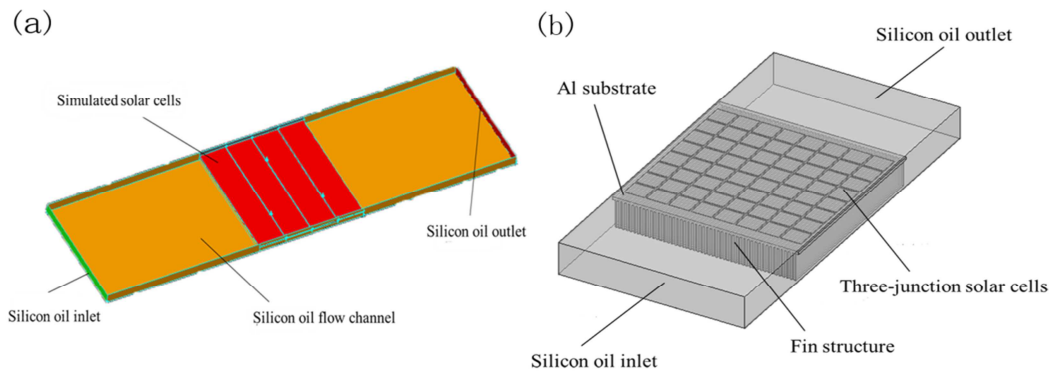 (a)
Simulated solar cells
Silicon oil outlet
Silicon oil inlet
Silicon oil flow channel
(b)
Silicon oil outlet
Al substrate
Three-junction solar cells
Fin structure
Silicon oil inlet